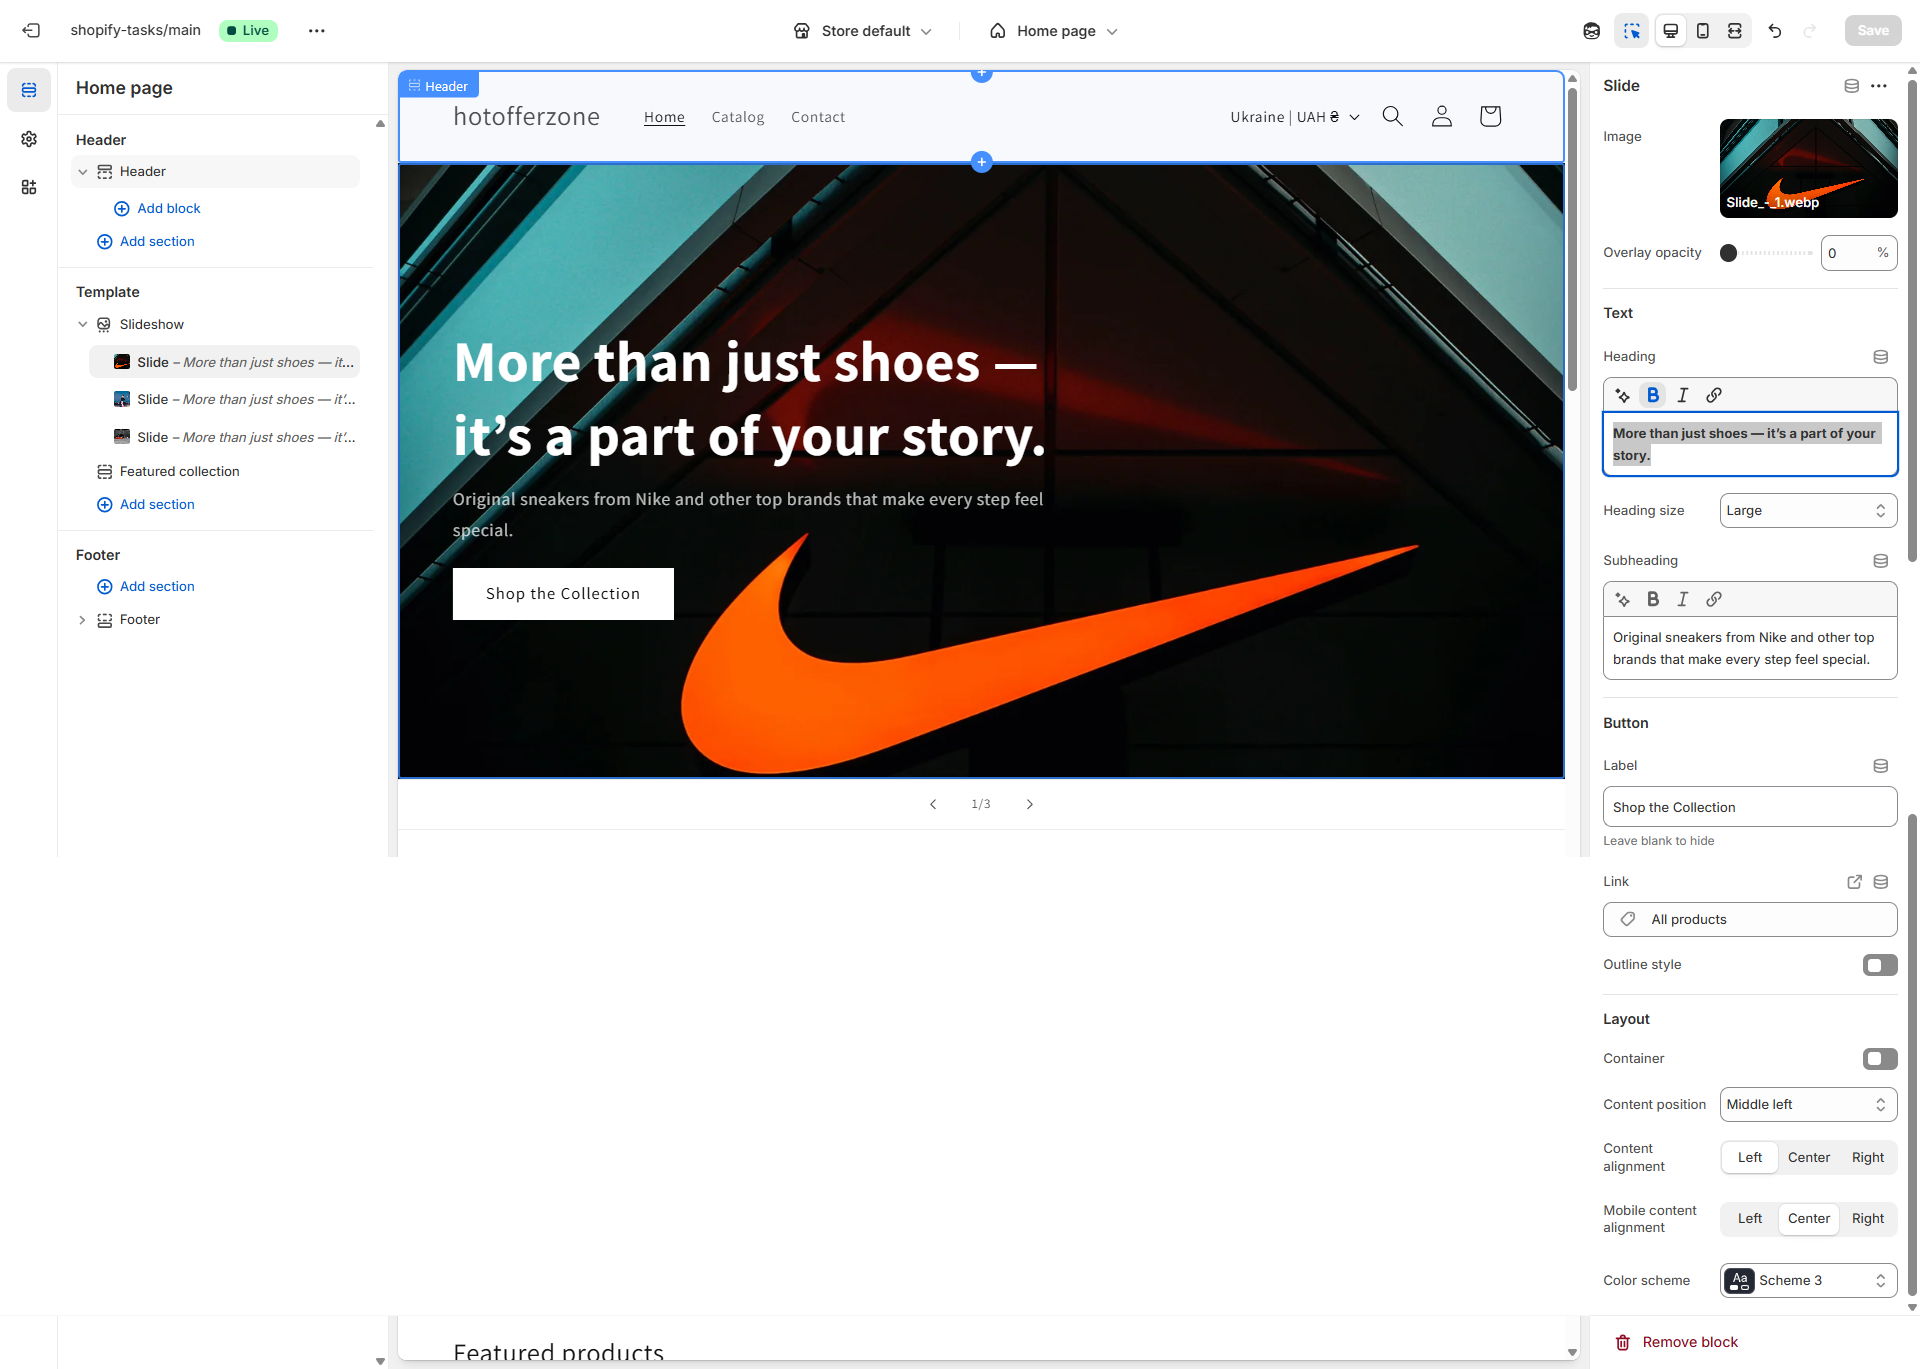 shopify-tasks/main
Live
Store default
Home page
Save
Home page
Header
Header
Add block
Add section
Template
Slideshow
Slide – More than just shoes — it...
Slide – More than just shoes — it'...
Slide – More than just shoes — it'...
Featured collection
Add section
Footer
Add section
Footer
Header
hotofferzone
Home
Catalog
Contact
Ukraine | UAH ₴
More than just shoes —
it’s a part of your story.
Original sneakers from Nike and other top brands that make every step feel
special.
Shop the Collection
1/3
Featured products
Slide
Image
Slide_-_1.webp
Overlay opacity
0
%
Text
Heading
B
I
More than just shoes — it’s a part of your
story.
Heading size
Large
Subheading
B
I
Original sneakers from Nike and other top
brands that make every step feel special.
Button
Label
Shop the Collection
Leave blank to hide
Link
All products
Outline style
Layout
Container
Content position
Middle left
Content
alignment
Left
Center
Right
Mobile content
alignment
Left
Center
Right
Color scheme
Aa
Scheme 3
Remove block